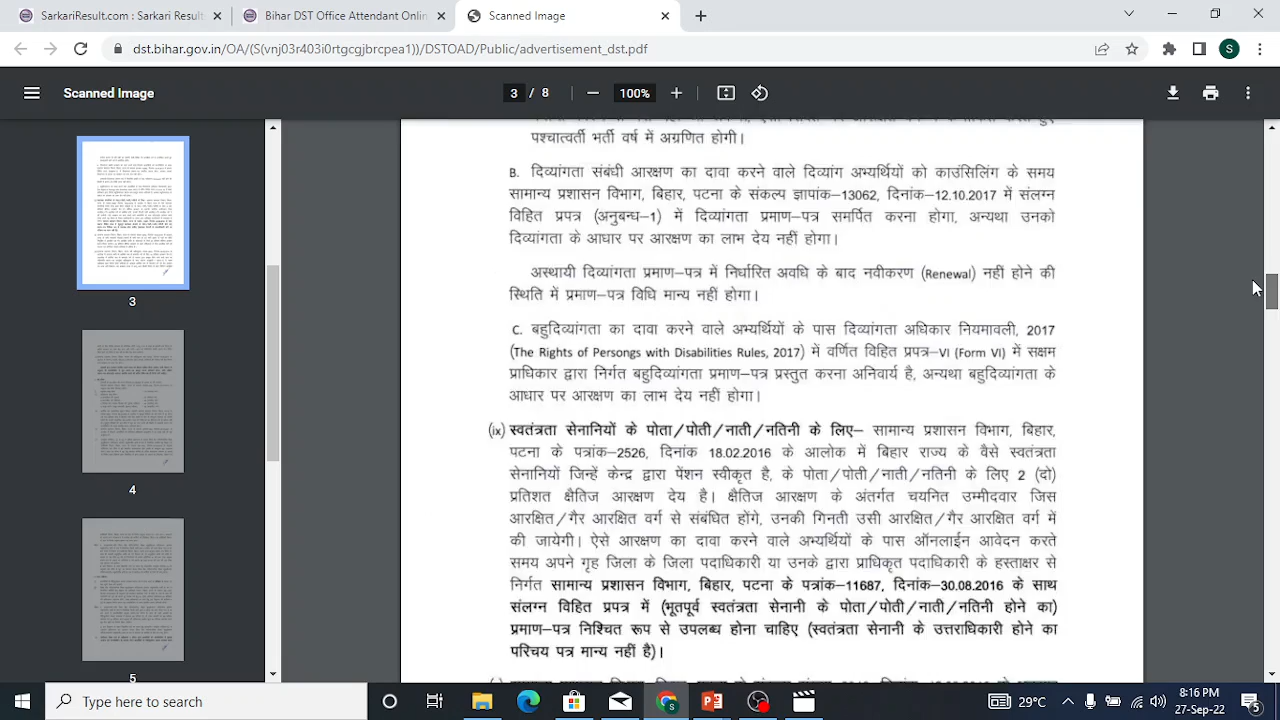 Sarkari Result : Sarkari Resul
Bihar DST Office Attendant Onli
Scanned Image
dst.bihar.gov.in/OA/(S(vnj03r403i0rtgcgjbrcpea1))/DSTOAD/Public/advertisement_dst.pdf
S
Scanned Image
3 / 8
100%
पश्चात्वर्ती भर्ती वर्ष में अग्रणित होगी।
B. दिव्यांगता संबंधी आरक्षण का दावा करने वाले दिव्यांग अभ्यर्थियों को काउंसिलिंग के समय
सामान्य प्रशासन विभाग, बिहार, पटना के संकल्प ज्ञापांक–13062, दिनांक–12.10.2017 में संलग्न
विहित प्रपत्र (अनुबन्ध–1) में दिव्यांगता प्रमाण–पत्र समर्पित करना होगा, अन्यथा उनको
दिव्यांगता के आधार पर आरक्षण का लाभ देय नहीं होगा।
अस्थायी दिव्यांगता प्रमाण–पत्र में निर्धारित अवधि के बाद नवीकरण (Renewal) नहीं होने की
स्थिति में प्रमाण–पत्र विधि मान्य नहीं होगा।
C. बहुदिव्यांगता का दावा करने वाले अभ्यर्थियों के पास दिव्यांगता अधिकार नियमावली, 2017
(The Rights of Persongs with Disabilities Rules, 2017) में वर्णित विहित प्रपत्र–VI (Form VI) में सक्षम
प्राधिकार द्वारा निर्गत बहुदिव्यांगता प्रमाण–पत्र प्रस्तुत करना अनिवार्य है, अन्यथा बहुदिव्यांगता के
आधार पर आरक्षण का लाभ देय नहीं होगा।
(ix) स्वतंत्रता सेनानियों के पोता/पोती/नाती/नतिनी के लिए– सामान्य प्रशासन विभाग, बिहार,
पटना के पत्रांक–2526, दिनांक 18.02.2016 के आलोक में बिहार राज्य के वैसे स्वतंत्रता
सेनानियों जिन्हें केन्द्र द्वारा पेंशन स्वीकृत है, के पोता/पोती/नाती/नतिनी के लिए 2 (दो)
प्रतिशत क्षैतिज आरक्षण देय है। क्षैतिज आरक्षण के अंतर्गत चयनित उम्मीदवार जिस
आरक्षित/गैर आरक्षित वर्ग से संबंधित होंगे, उनकी गिनती उसी आरक्षित/गैर आरक्षित वर्ग में
की जायगी। ऐसे आरक्षण का दावा करने वाले अभ्यर्थियों के पास ऑनलाईन आवेदन करते
समय अपने गृह जिला के जिला पदाधिकारी या उनके द्वारा प्राधिकृत पदाधिकारी के हस्ताक्षर से
निर्गत सामान्य प्रशासन विभाग, बिहार, पटना के पत्रांक–11687, दिनांक–30.08.2016 के साथ
संलग्न विहित प्रपत्र में (भूतपूर्व स्वतंत्रता सेनानी के पोता/पोती/नाती/नतिनी होने का)
प्रमाण–पत्र निश्चित रूप से उपलब्ध होना चाहिए (स्वतंत्रता सेनानी के उत्तराधिकारी होने का
परिचय पत्र मान्य नहीं है)।
3
4
5
Type here to search
29°C
6:16 PM
27-Sep-22